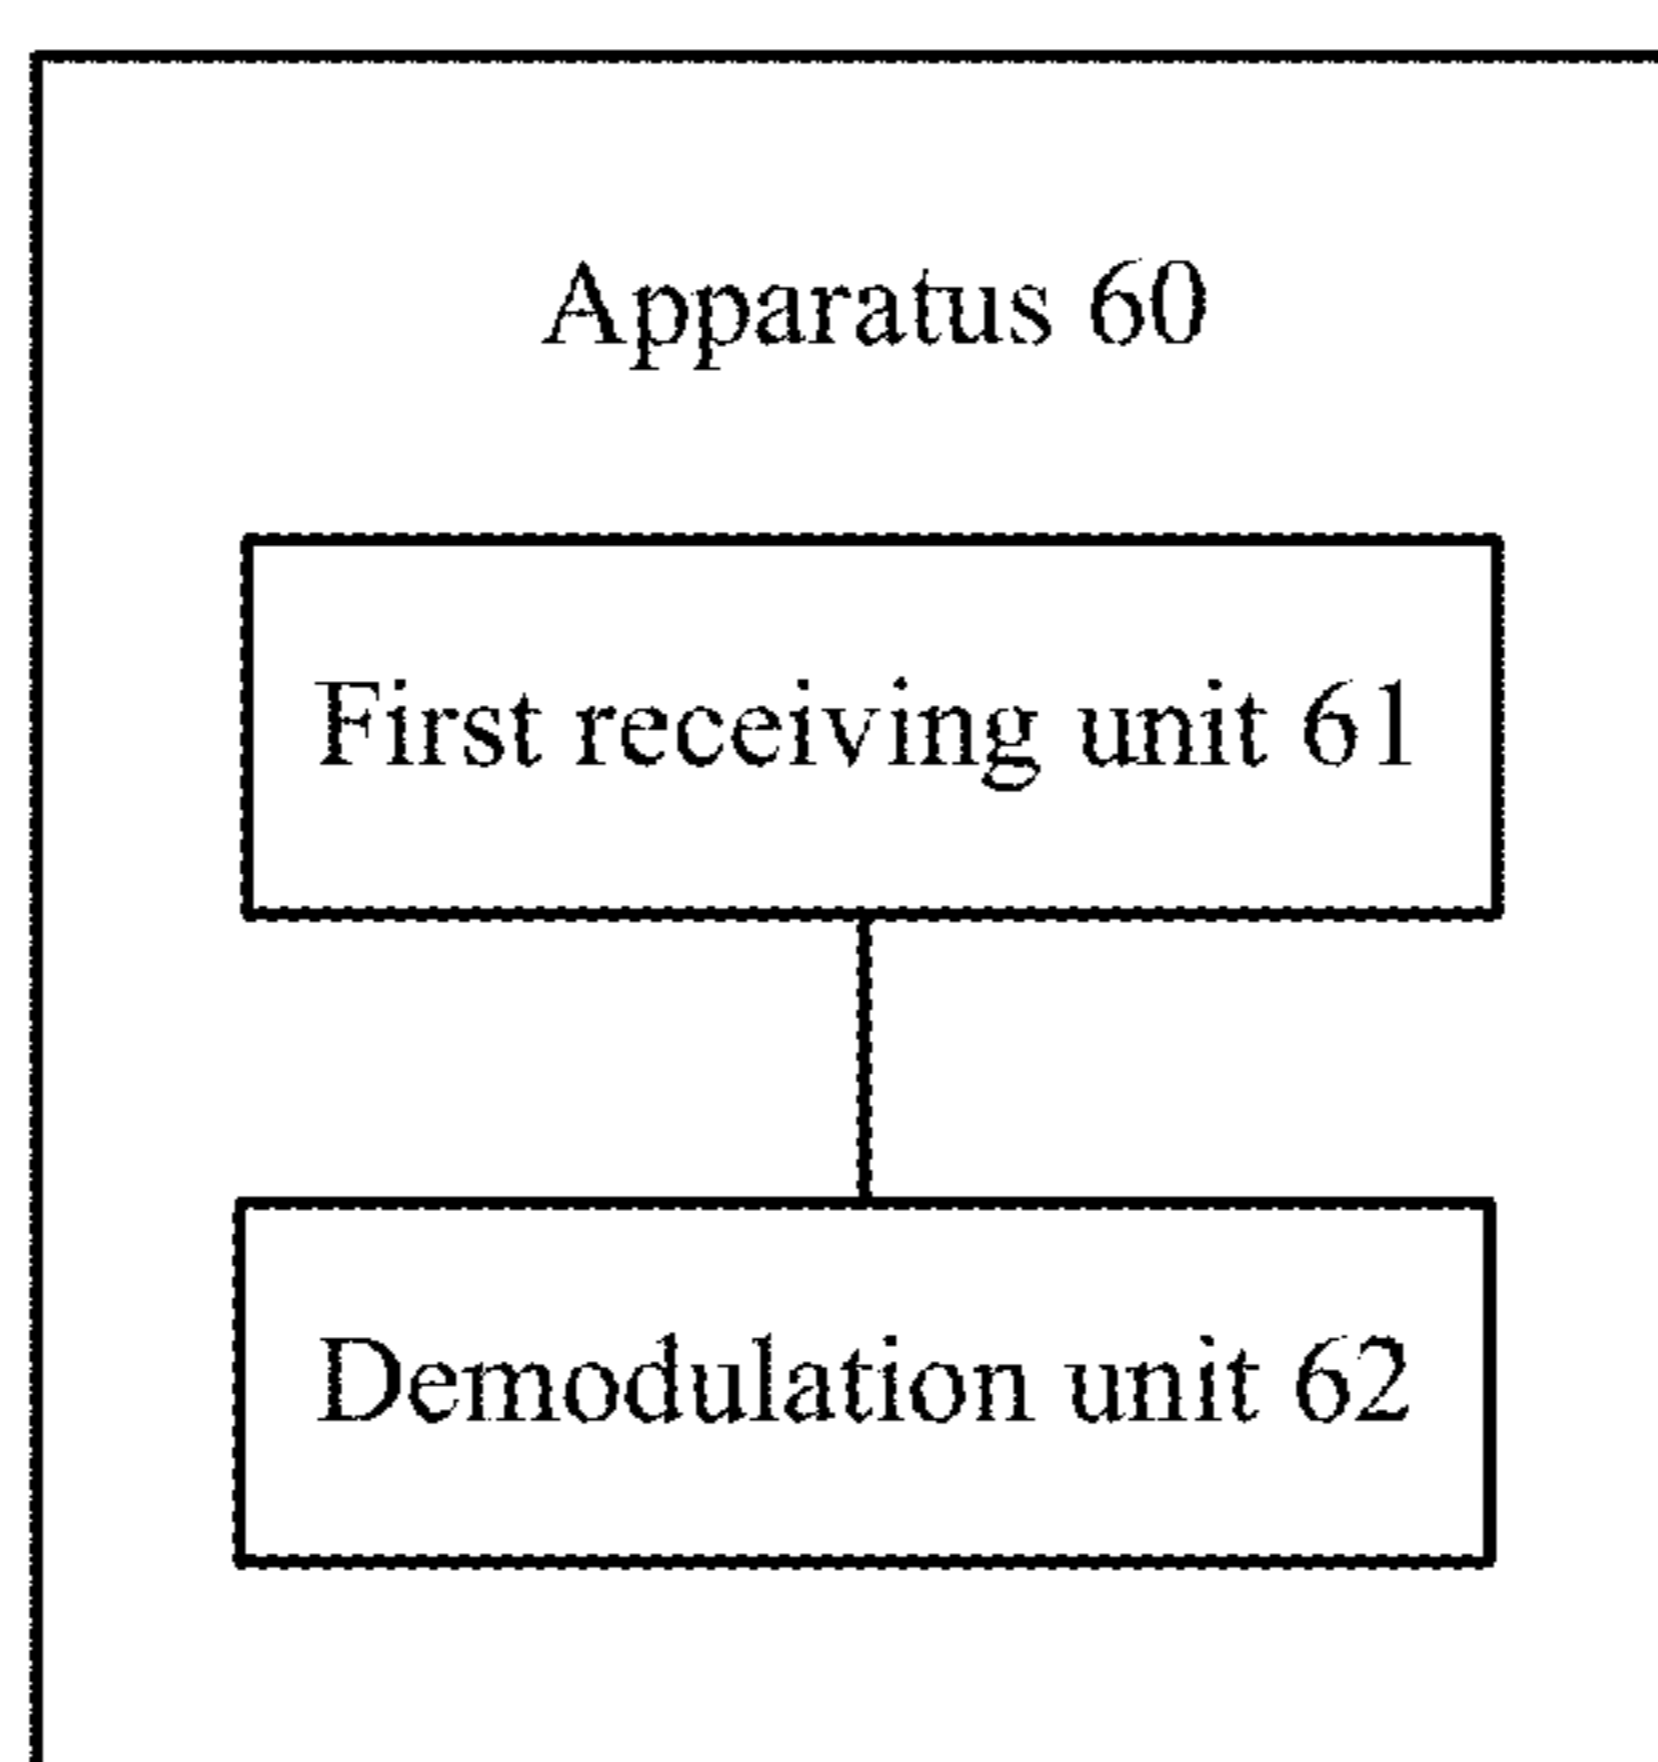 Apparatus 60
First receiving unit 61
Demodulation unit 62